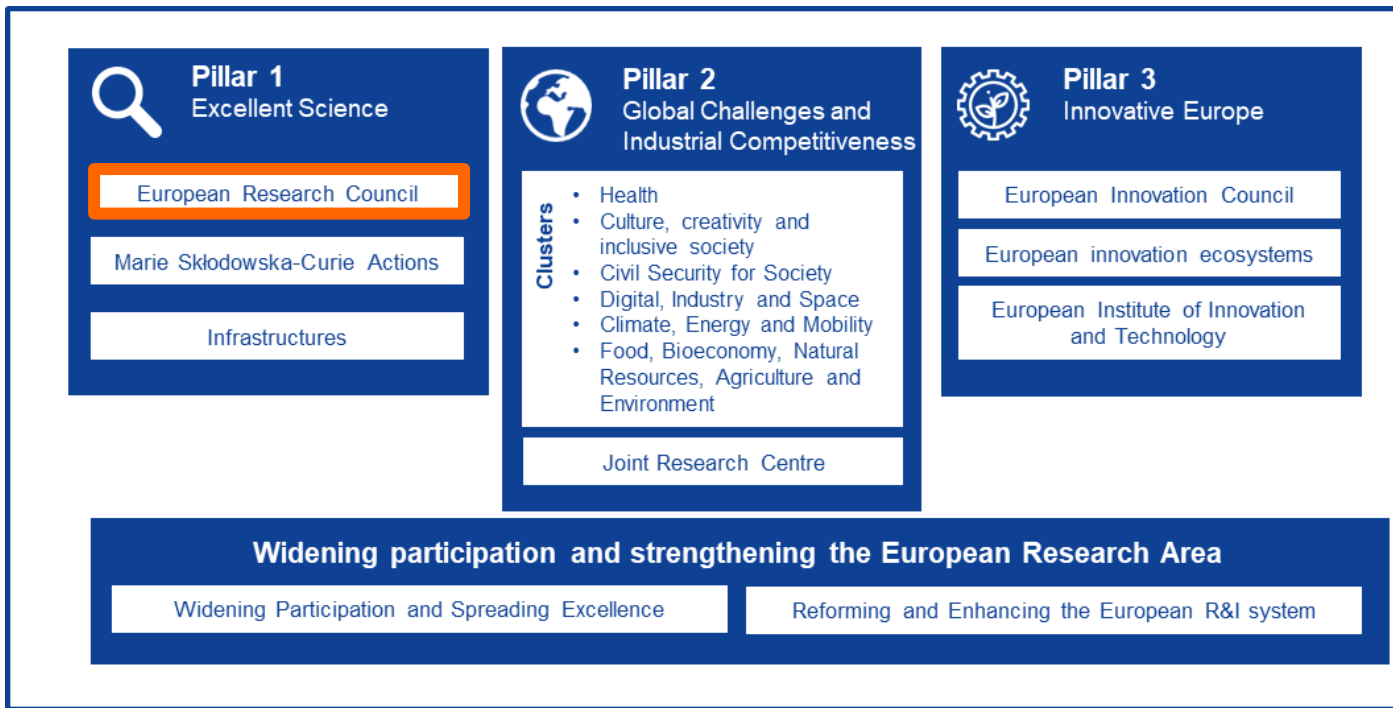 Pillar 1
Excellent Science
European Research Council
Marie Skłodowska-Curie Actions
Infrastructures
Pillar 2
Global Challenges and
Industrial Competitiveness
Clusters
• Health
• Culture, creativity and
inclusive society
• Civil Security for Society
• Digital, Industry and Space
• Climate, Energy and Mobility
• Food, Bioeconomy, Natural
Resources, Agriculture and
Environment
Joint Research Centre
Pillar 3
Innovative Europe
European Innovation Council
European innovation ecosystems
European Institute of Innovation
and Technology
Widening participation and strengthening the European Research Area
Widening Participation and Spreading Excellence
Reforming and Enhancing the European R&I system